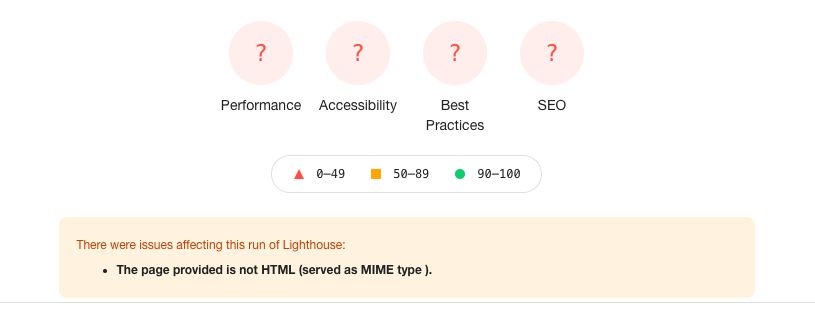 ? ? ? ?
Performance Accessibility Best Practices SEO
0–49 50–89 90–100
There were issues affecting this run of Lighthouse:
• The page provided is not HTML (served as MIME type ).